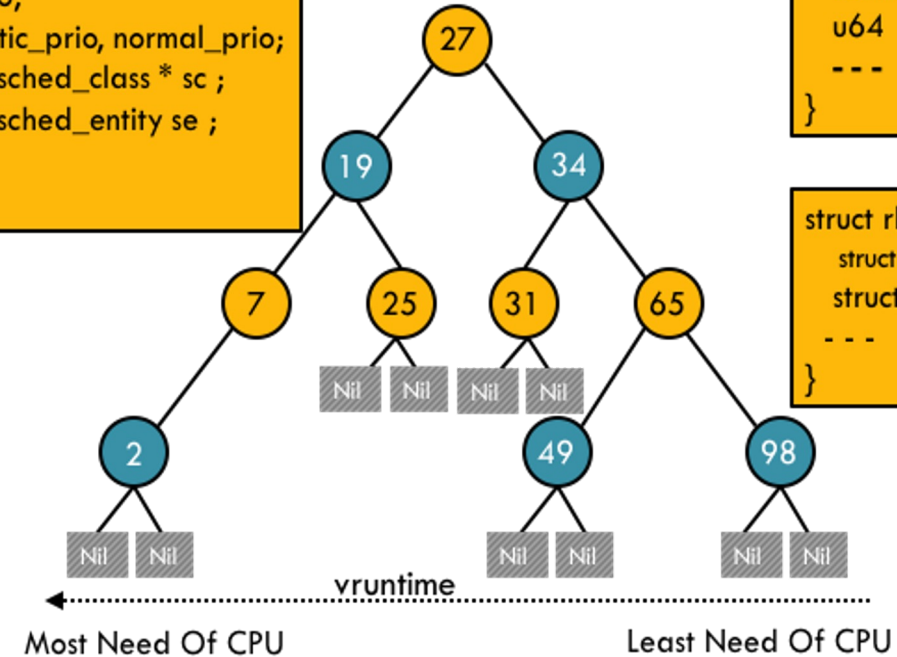 tic_prio, normal_prio;
sched_class * sc ;
sched_entity se ;
u64
- - -
}
27
19
34
struct
struct
struct
- - -
}
7
25
31
65
Nil
Nil
Nil
Nil
2
49
98
Nil
Nil
Nil
Nil
Nil
Nil
vruntime
Most Need Of CPU
Least Need Of CPU